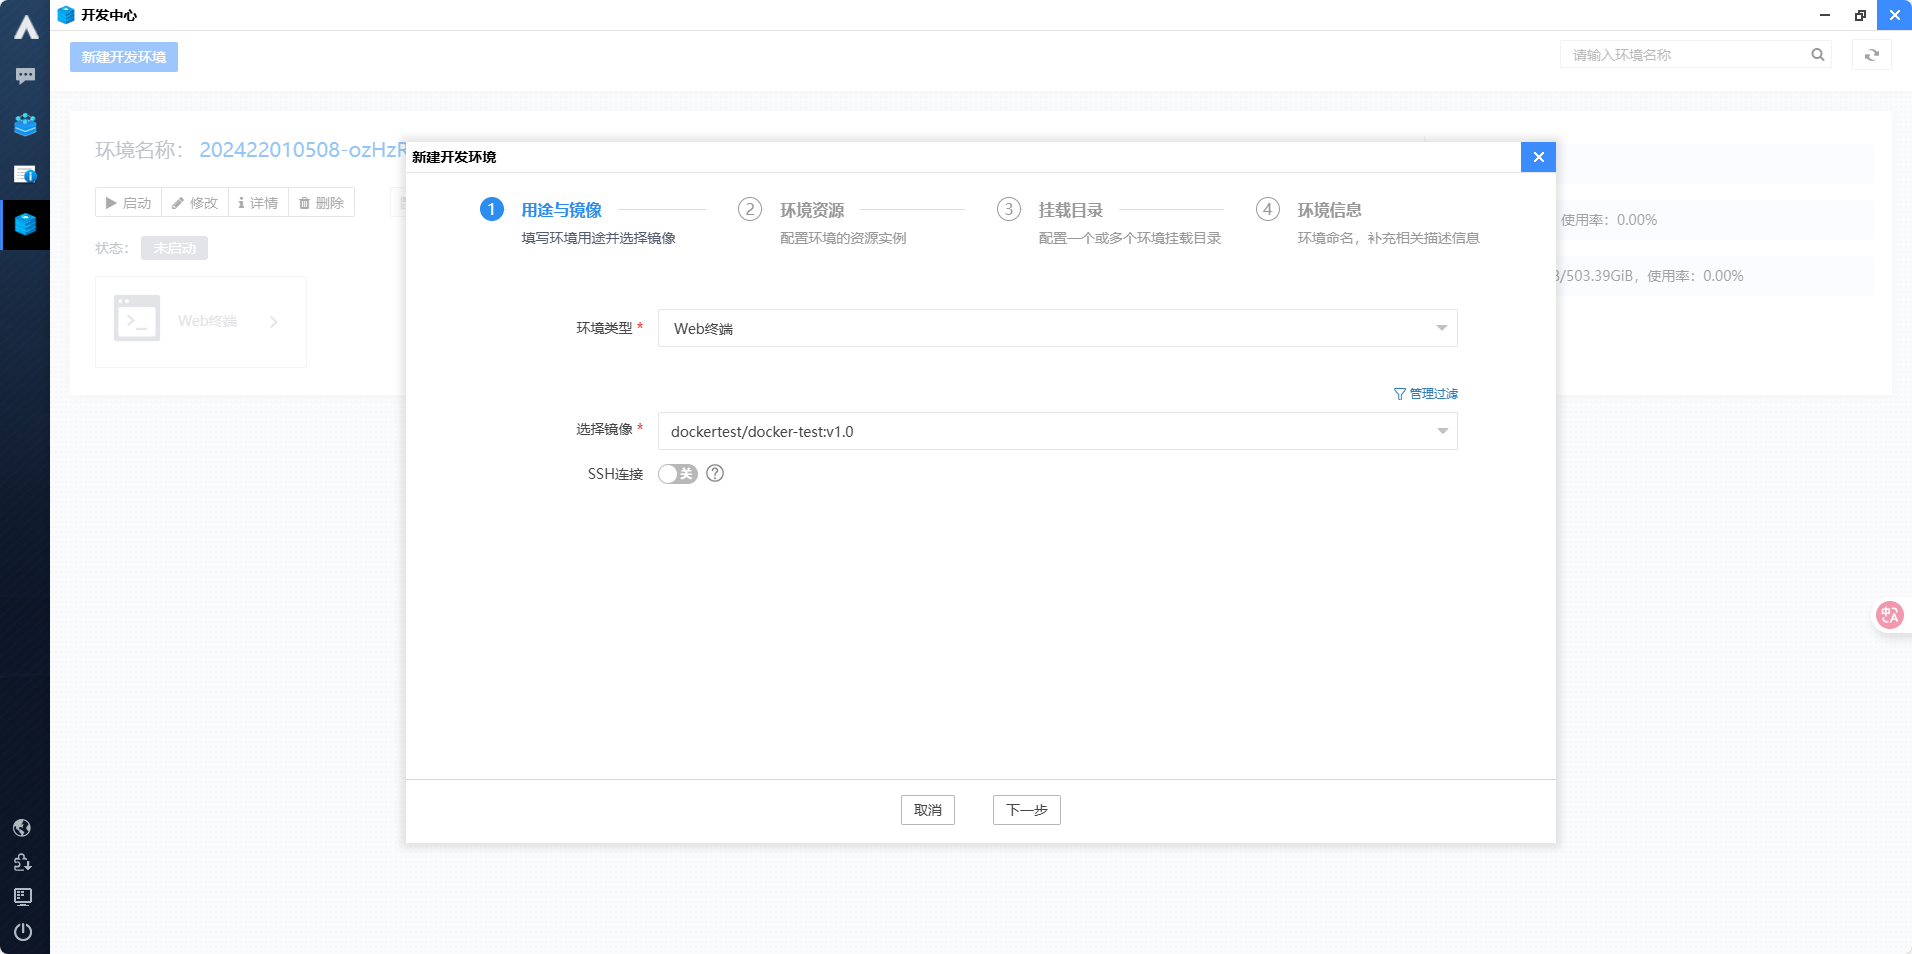 开发中心
新建开发环境
请输入环境名称
环境名称： 202422010508-ozHzR
启动 修改 详情 删除
状态： 未启动
Web终端
使用率：0.00%
/503.39GiB，使用率：0.00%
新建开发环境
1 用途与镜像
填写环境用途并选择镜像
2 环境资源
配置环境的资源实例
3 挂载目录
配置一个或多个环境挂载目录
4 环境信息
环境命名，补充相关描述信息
环境类型 * Web终端
管理过滤
选择镜像 * dockertest/docker-test:v1.0
SSH连接 关 ?
取消 下一步
中A